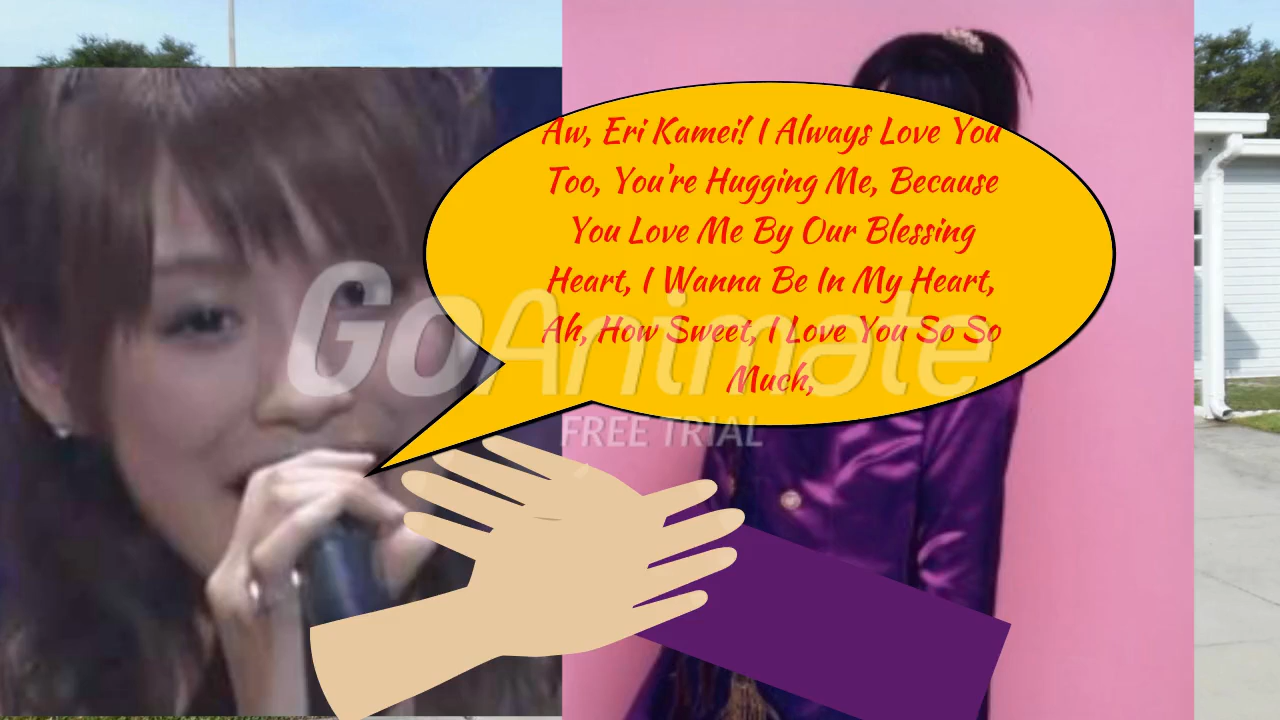 Aw, Eri Kamei! I Always Love You
Too, You're Hugging Me, Because
You Love Me By Our Blessing
Heart, I Wanna Be In My Heart,
Ah, How Sweet, I Love You So So
Much,
GoAnimate
FREE TRIAL